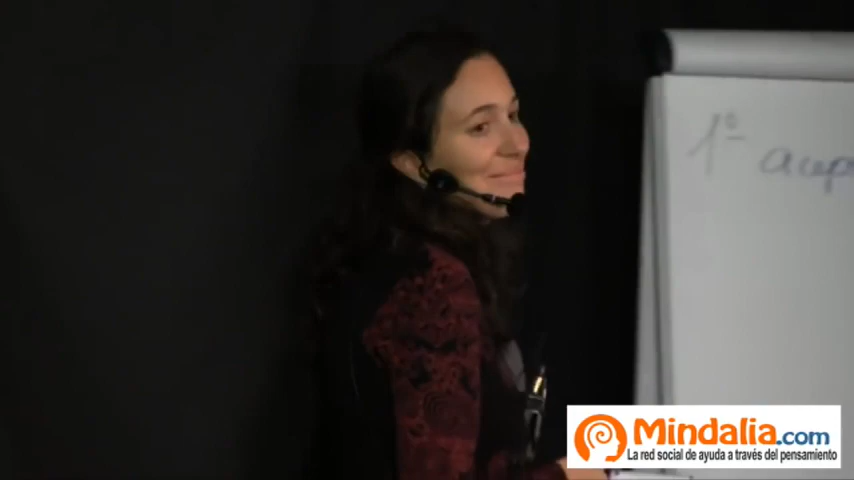 1º acep
Mindalia.com
La red social de ayuda a través del pensamiento